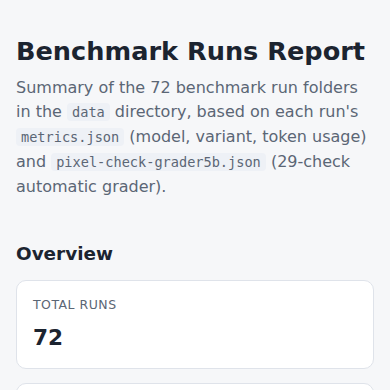 Benchmark Runs Report
Summary of the 72 benchmark run folders
in the data directory, based on each run's
metrics.json (model, variant, token usage)
and pixel-check-grader5b.json (29-check
automatic grader).
Overview
TOTAL RUNS
72